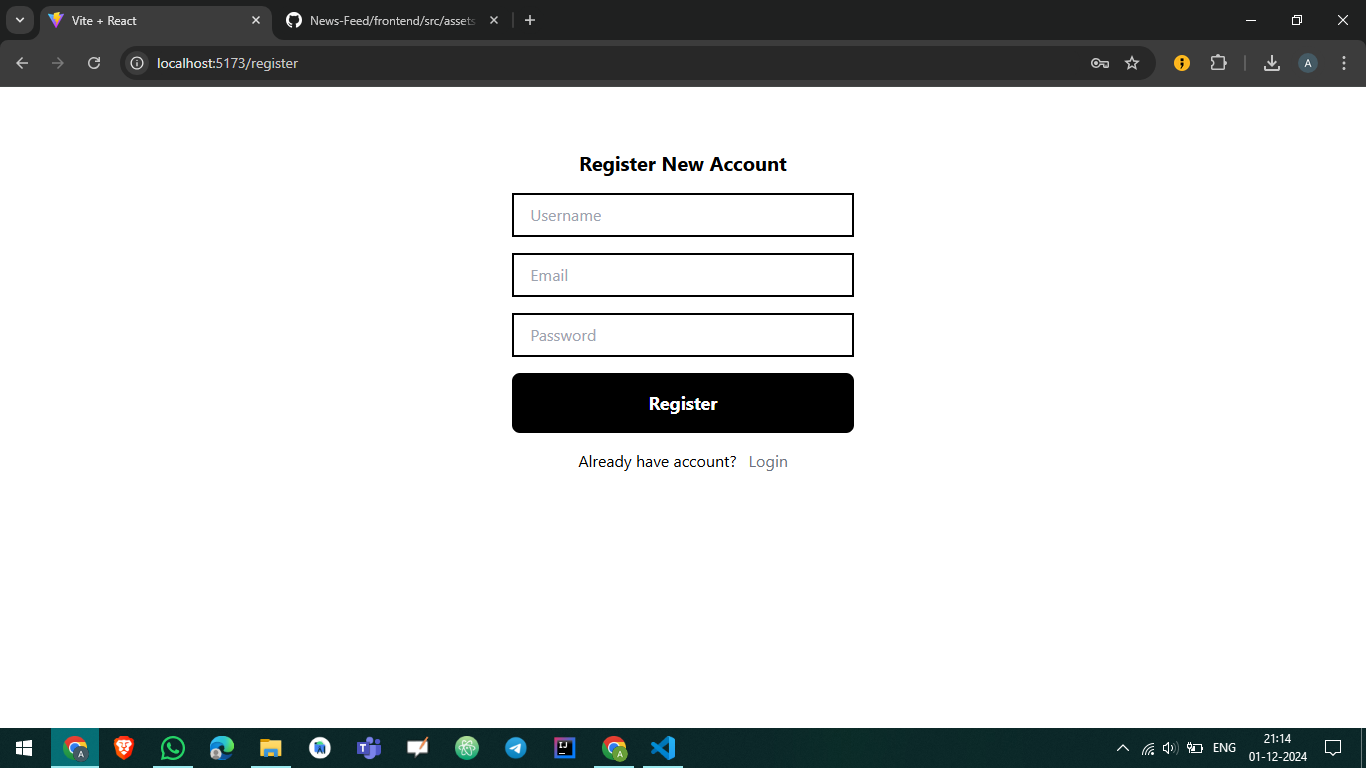 Vite + React
News-Feed/frontend/src/assets
localhost:5173/register
A
Register New Account
Username
Email
Password
Register
Already have account? Login
A
IJ
A
ENG
21:14
01-12-2024